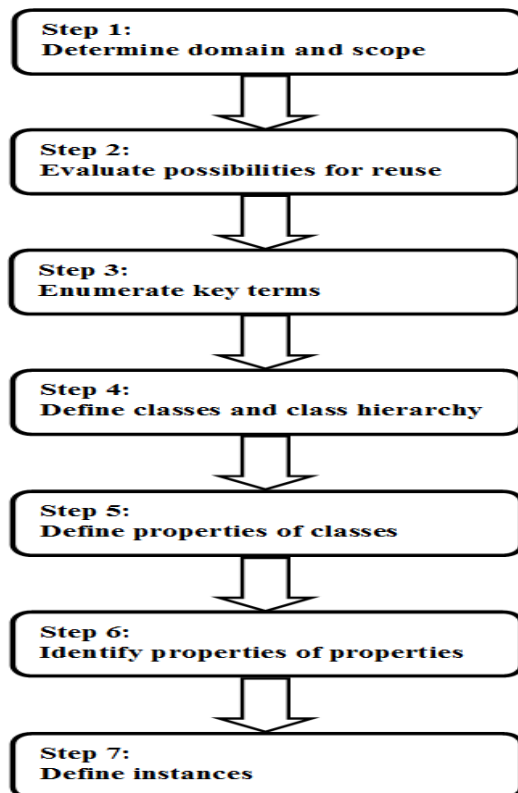 Step 1:
Determine domain and scope
Step 2:
Evaluate possibilities for reuse
Step 3:
Enumerate key terms
Step 4:
Define classes and class hierarchy
Step 5:
Define properties of classes
Step 6:
Identify properties of properties
Step 7:
Define instances